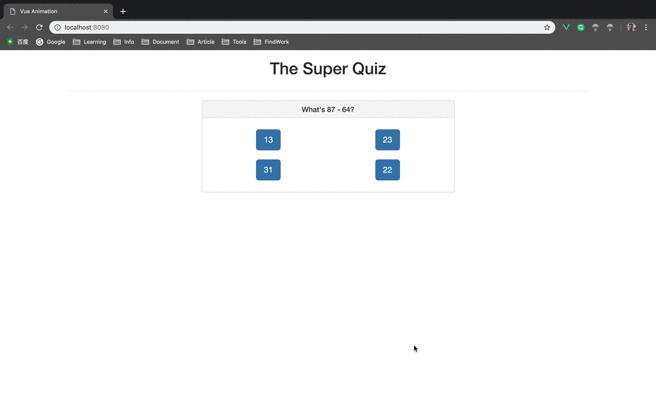 Vue Animation
localhost:8080
百度 Google Learning Info Document Article Tools FindWork
The Super Quiz
What's 87 - 64?
13 23
31 22